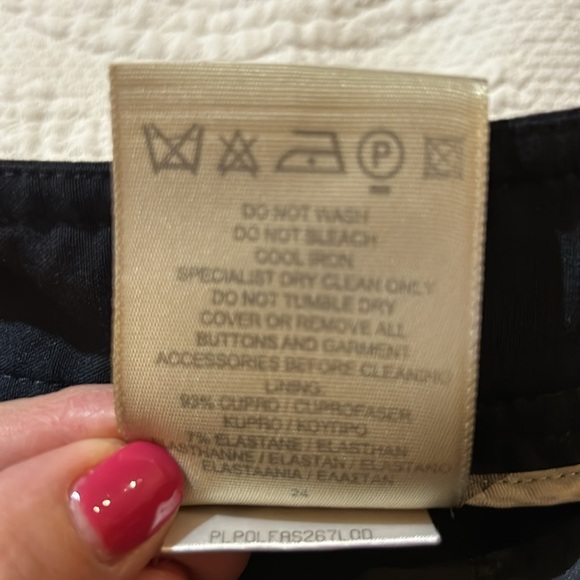 P
DO NOT WASH
DO NOT BLEACH
COOL IRON
SPECIALIST DRY CLEAN ONLY
DO NOT TUMBLE DRY
COVER OR REMOVE ALL
BUTTONS AND GARMENT
ACCESSORIES BEFORE CLEANING
LINING:
93% CUPRO / CUPROFASER
KUPRO / ΚΟΥΠΡΟ
7% ELASTANE / ELASTHAN
ELASTHANNE / ELASTAN / ELASTANO
ELASTAANIA / ΕΛΑΣΤΑΝ
24
PLPOLFAS267LOD